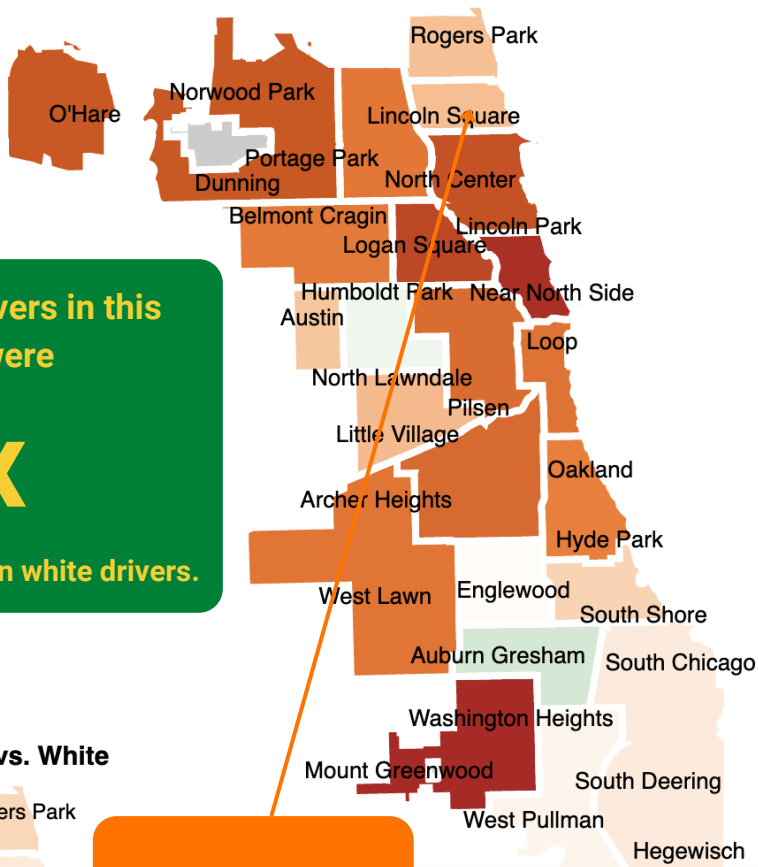 Rogers Park
O'Hare
Norwood Park
Lincoln Square
Portage Park
Dunning
North Center
Belmont Cragin
Lincoln Park
Logan Square
Humboldt Park
Near North Side
Austin
Loop
North Lawndale
Pilsen
Little Village
Oakland
Archer Heights
Hyde Park
West Lawn
Englewood
South Shore
Auburn Gresham
South Chicago
Washington Heights
Mount Greenwood
South Deering
West Pullman
Hegewisch
vers in this
vere
x
n white drivers.
vs. White
ers Park